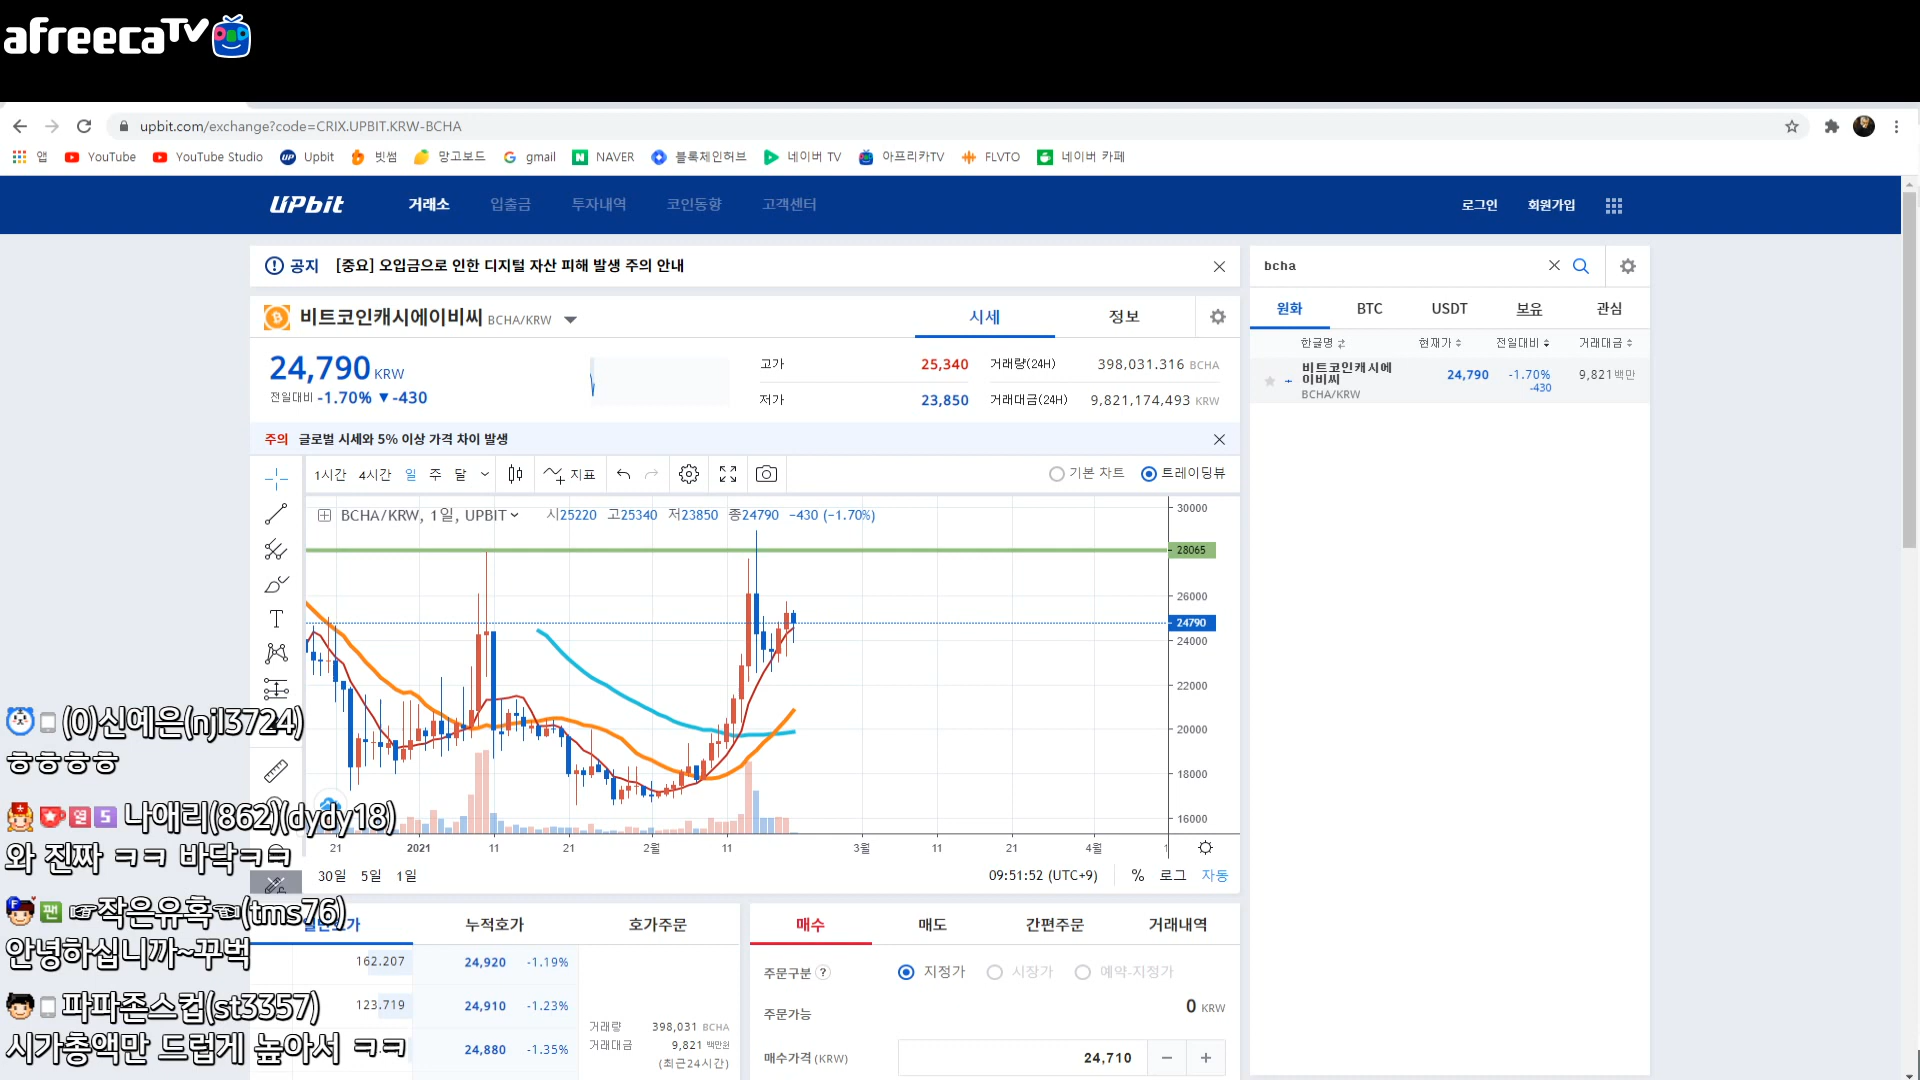 afreecaTV
upbit.com/exchange?code=CRIX.UPBIT.KRW-BCHA
앱 YouTube YouTube Studio Upbit 빗썸 망고보드 gmail NAVER 블록체인허브 네이버 TV 아프리카TV FLVTO 네이버 카페
UPbit 거래소 입출금 투자내역 코인동향 고객센터 로그인 회원가입
공지 [중요] 오입금으로 인한 디지털 자산 피해 발생 주의 안내
비트코인캐시에이비씨 BCHA/KRW 시세 정보
24,790 KRW
전일대비 -1.70% ▼-430
고가 25,340 거래량(24H) 398,031.316 BCHA
저가 23,850 거래대금(24H) 9,821,174,493 KRW
주의 글로벌 시세와 5% 이상 가격 차이 발생
1시간 4시간 일 주 달 지표 기본 차트 트레이딩뷰
BCHA/KRW, 1일, UPBIT 시25220 고25340 저23850 종24790 −430 (−1.70%)
30000
28065
26000
24790
24000
22000
20000
18000
16000
21 2021 11 21 2월 11 3월 11 21 4월 1
30일 5일 1일 09:51:52 (UTC+9) % 로그 자동
누적호가 호가주문
162.207 24,920 -1.19%
123.719 24,910 -1.23%
24,880 -1.35%
거래량 398,031 BCHA
거래대금 9,821 백만원
(최근24시간)
매수 매도 간편주문 거래내역
주문구분 ? 지정가 시장가 예약-지정가
주문가능 0 KRW
매수가격 (KRW) 24,710 − +
bcha
원화 BTC USDT 보유 관심
한글명 현재가 전일대비 거래대금
비트코인캐시에이비씨 24,790 -1.70% 9,821백만
BCHA/KRW -430
(0)신예은(njl3724)
ㅎㅎㅎㅎ
열 5 나애리(862)(dydy18)
와 진짜 ㅋㅋ 바닥ㅋㅋ
F 팬 ☞작은유혹☜(tms76)
안녕하십니까~꾸벅
파파존스컵(st3357)
시가총액만 드럽게 높아서 ㅋㅋ